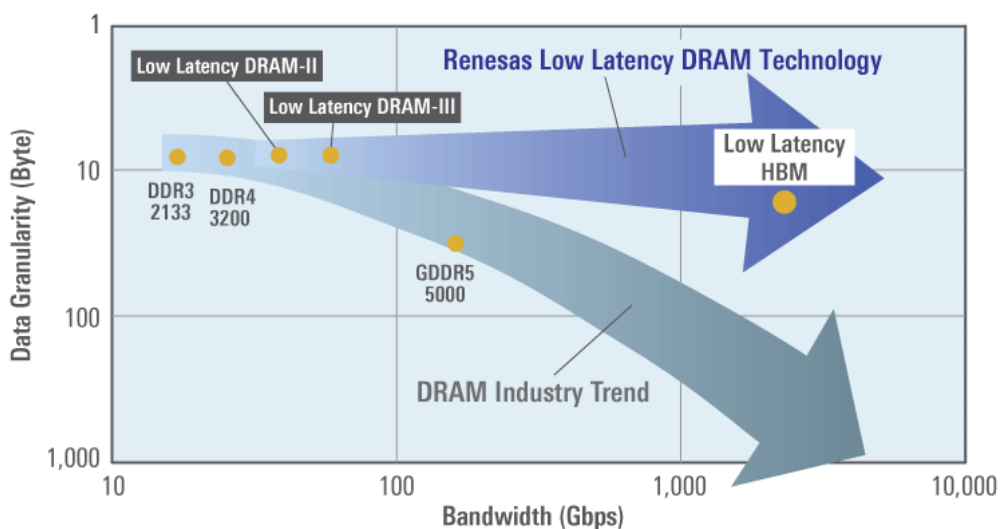 1
10
100
1,000
Data Granularity (Byte)
Low Latency DRAM-II
Low Latency DRAM-III
Renesas Low Latency DRAM Technology
Low Latency
HBM
DDR3
2133
DDR4
3200
GDDR5
5000
DRAM Industry Trend
10
100
1,000
10,000
Bandwidth (Gbps)